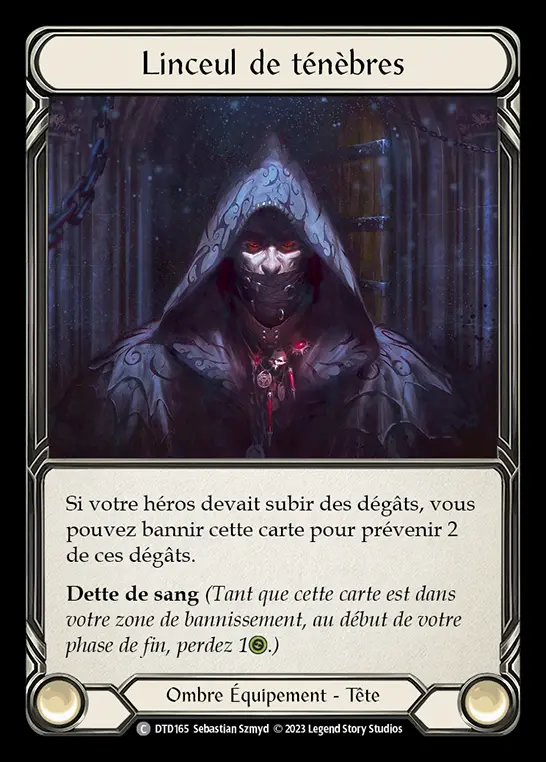 Linceul de ténèbres
Si votre héros devait subir des dégâts, vous
pouvez bannir cette carte pour prévenir 2
de ces dégâts.
Dette de sang (Tant que cette carte est dans
votre zone de bannissement, au début de votre
phase de fin, perdez 1.)
Ombre Équipement - Tête
C DTD165 Sebastian Szmyd © 2023 Legend Story Studios